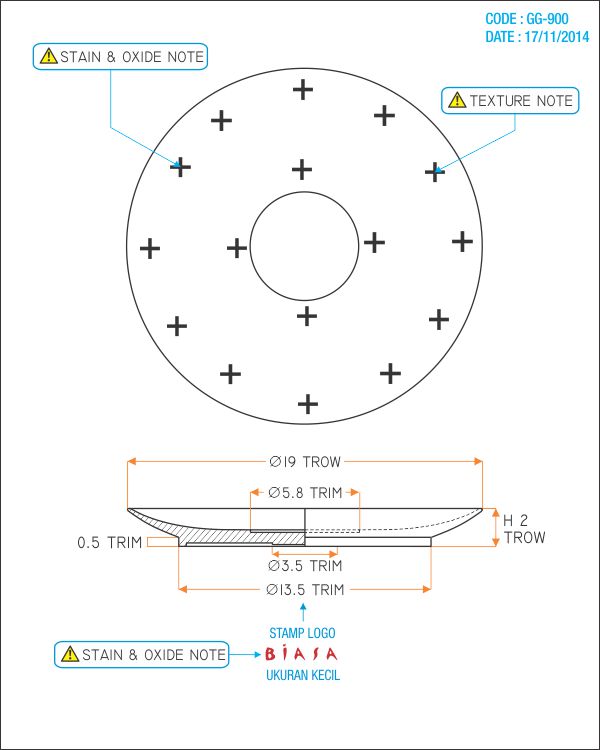 CODE : GG-900
DATE : 17/11/2014
STAIN & OXIDE NOTE
TEXTURE NOTE
Ø19 TROW
Ø5.8 TRIM
H 2
TROW
0.5 TRIM
Ø3.5 TRIM
Ø13.5 TRIM
STAMP LOGO
STAIN & OXIDE NOTE
BiASA
UKURAN KECIL